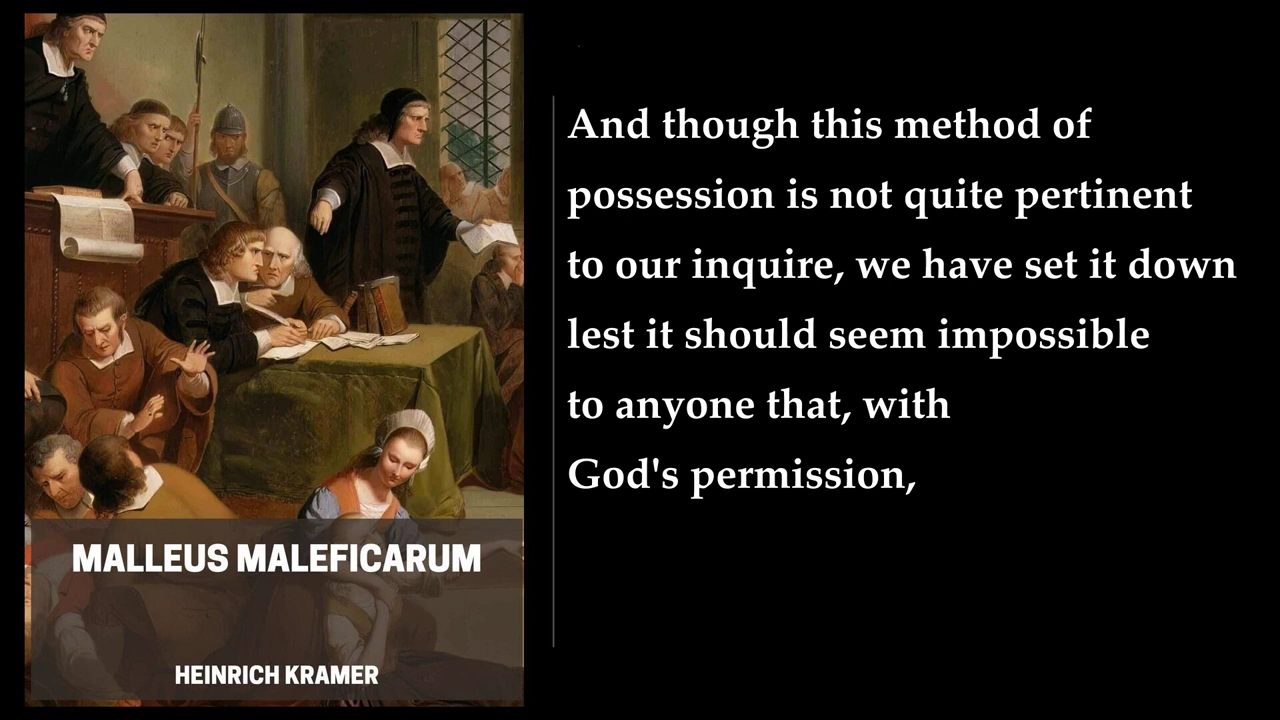 MALLEUS MALEFICARUM
HEINRICH KRAMER
And though this method of
possession is not quite pertinent
to our inquire, we have set it down
lest it should seem impossible
to anyone that, with
God's permission,